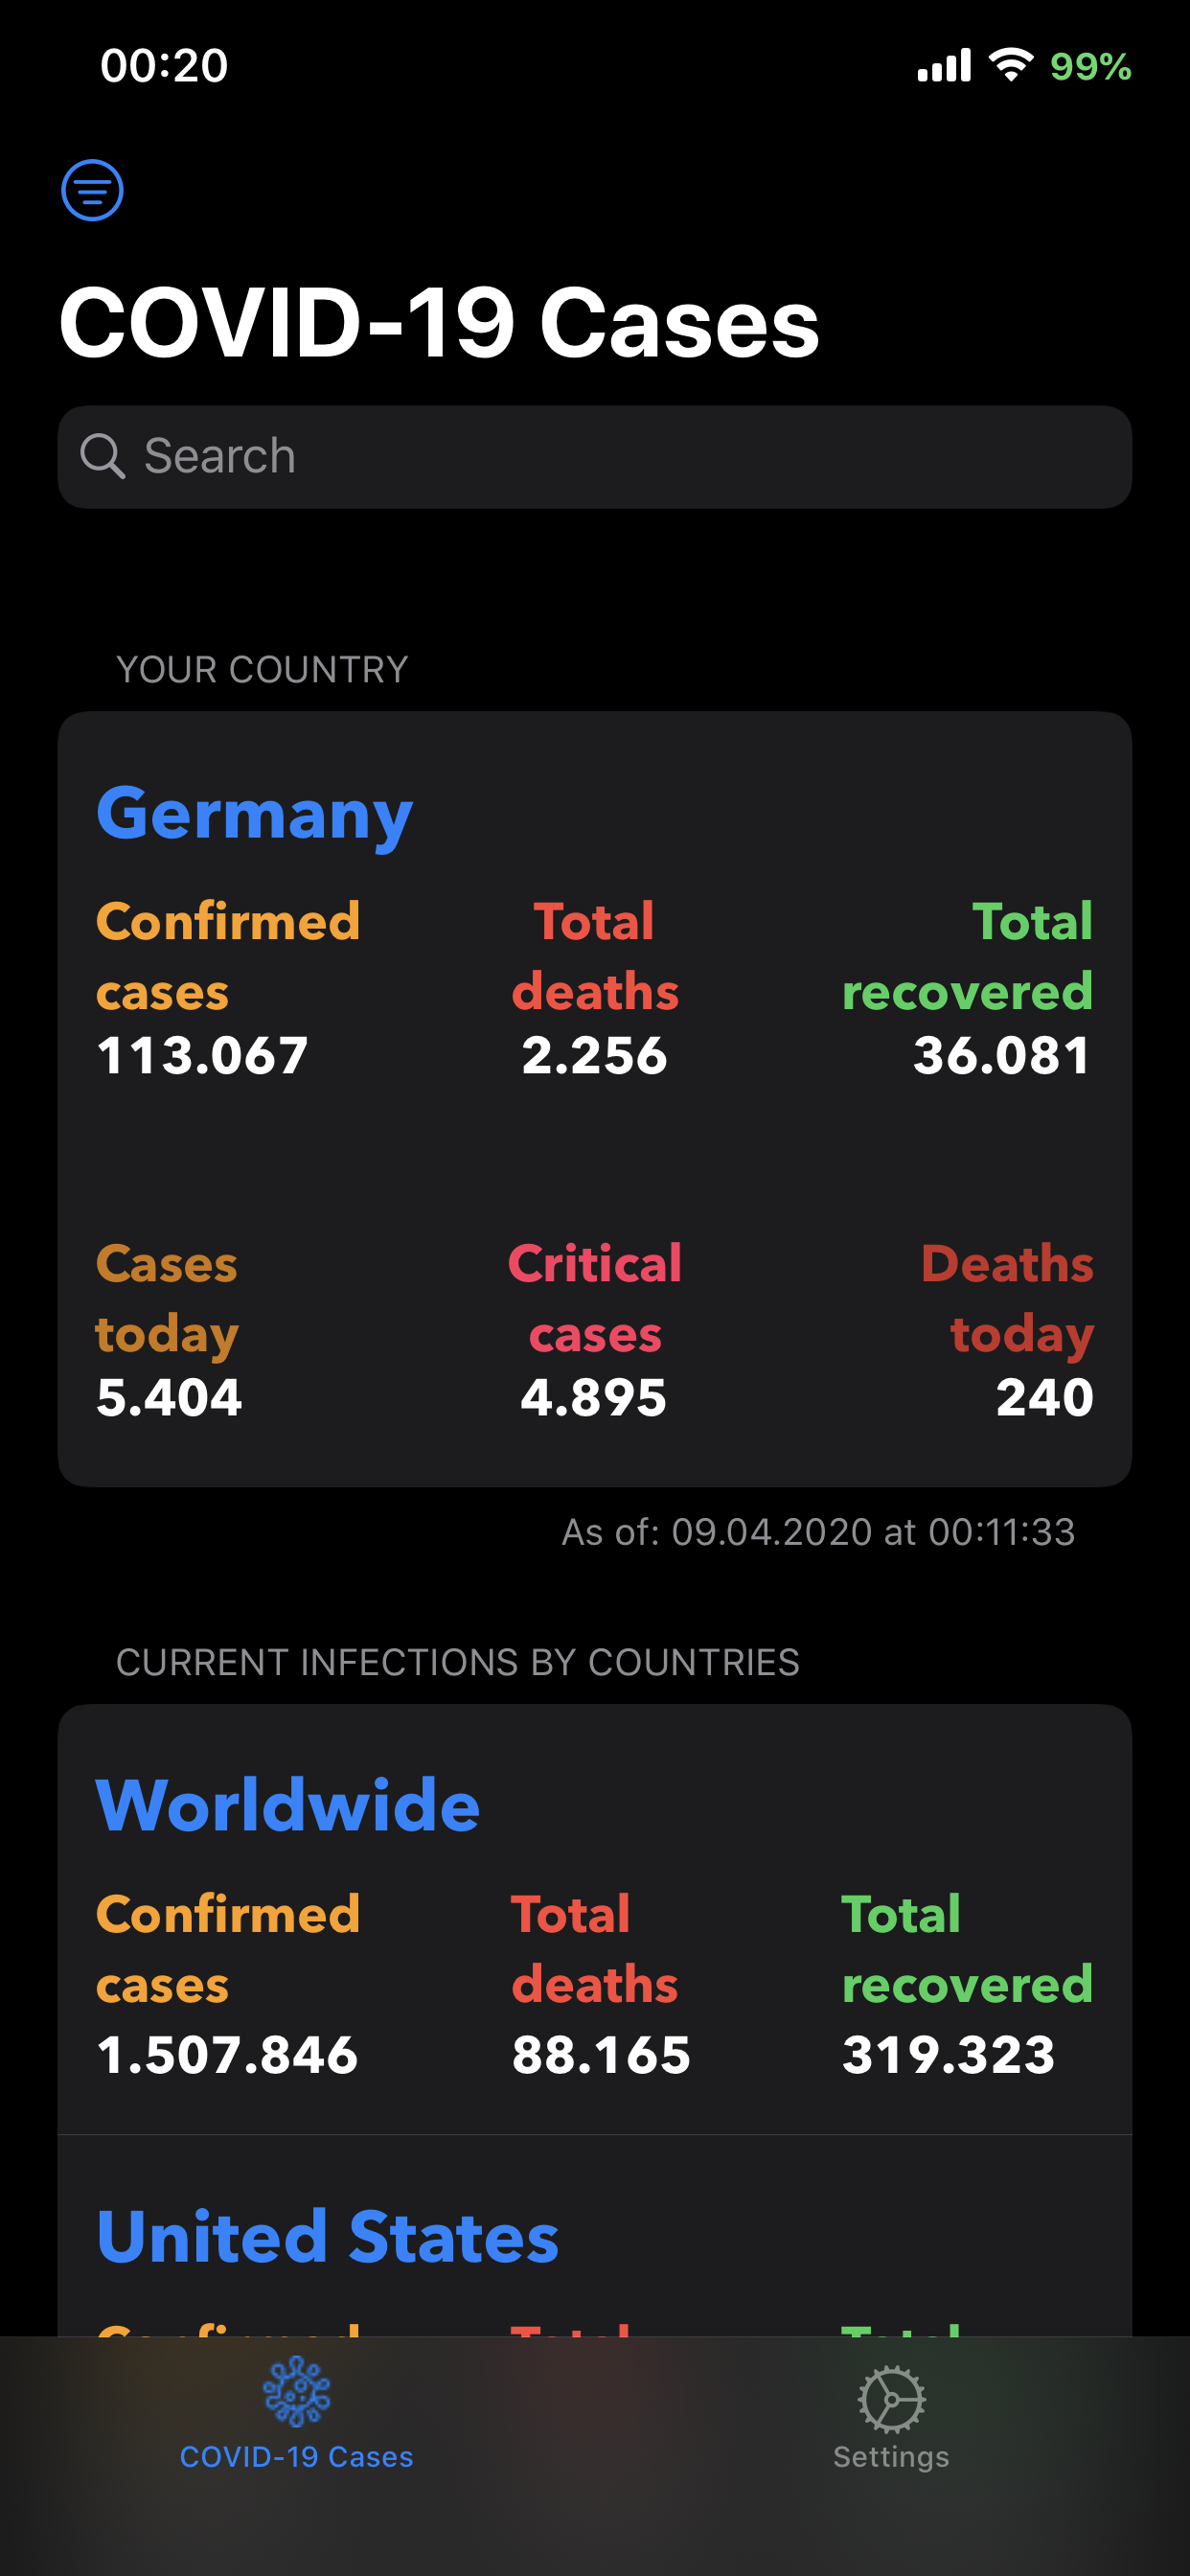 00:20 99%
COVID-19 Cases
Search
YOUR COUNTRY
Germany
Confirmed cases
113.067
Total deaths
2.256
Total recovered
36.081
Cases today
5.404
Critical cases
4.895
Deaths today
240
As of: 09.04.2020 at 00:11:33
CURRENT INFECTIONS BY COUNTRIES
Worldwide
Confirmed cases
1.507.846
Total deaths
88.165
Total recovered
319.323
United States
Confirmed Total Total
COVID-19 Cases Settings